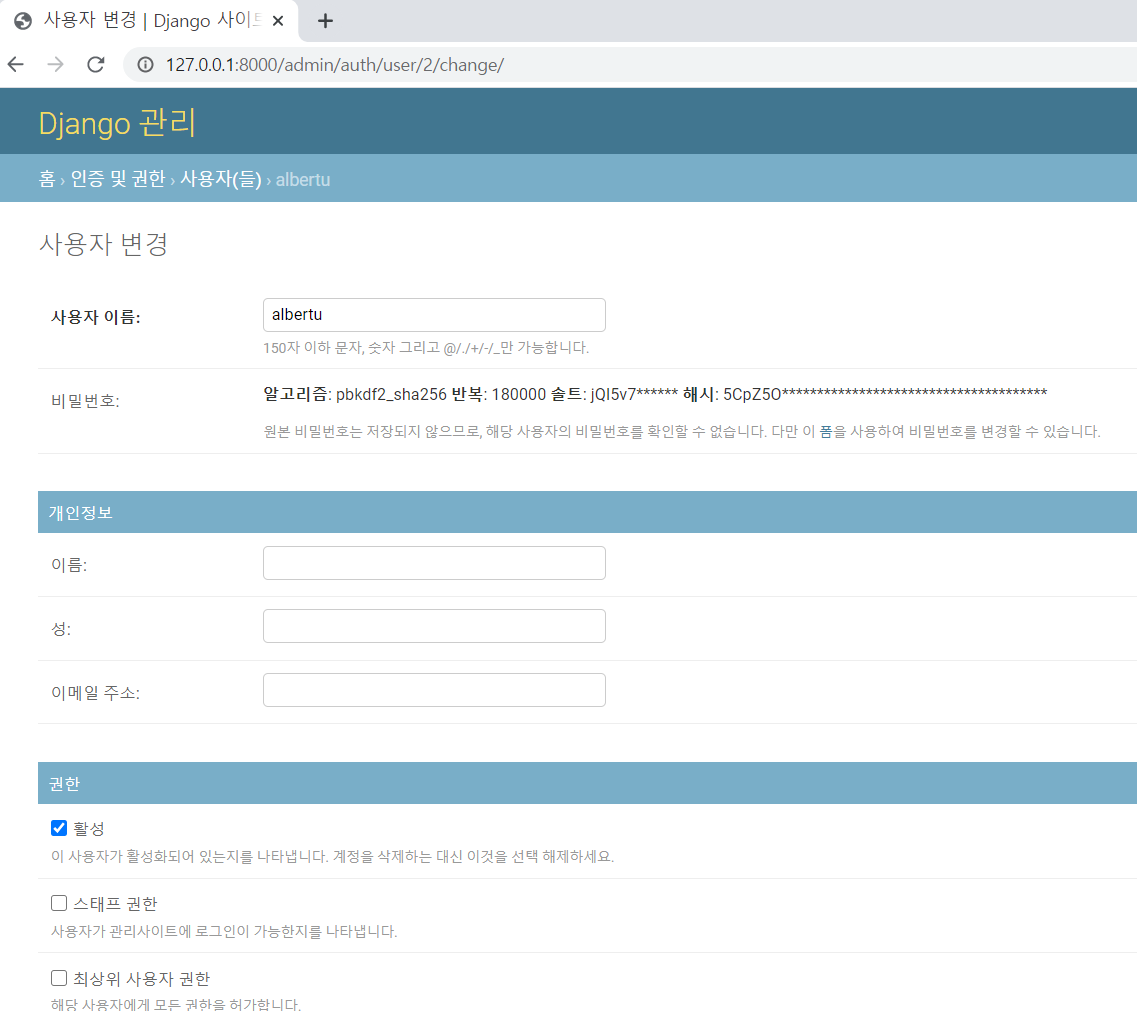 사용자 변경 | Django 사이트
127.0.0.1:8000/admin/auth/user/2/change/
Django 관리
홈 › 인증 및 권한 › 사용자(들) › albertu
사용자 변경
사용자 이름: albertu
150자 이하 문자, 숫자 그리고 @/./+/-/_만 가능합니다.
비밀번호: 알고리즘: pbkdf2_sha256 반복: 180000 솔트: jQI5v7****** 해시: 5CpZ5O**************************************
원본 비밀번호는 저장되지 않으므로, 해당 사용자의 비밀번호를 확인할 수 없습니다. 다만 이 폼을 사용하여 비밀번호를 변경할 수 있습니다.
개인정보
이름:
성:
이메일 주소:
권한
활성
이 사용자가 활성화되어 있는지를 나타냅니다. 계정을 삭제하는 대신 이것을 선택 해제하세요.
스태프 권한
사용자가 관리사이트에 로그인이 가능한지를 나타냅니다.
최상위 사용자 권한
해당 사용자에게 모든 권한을 허가합니다.